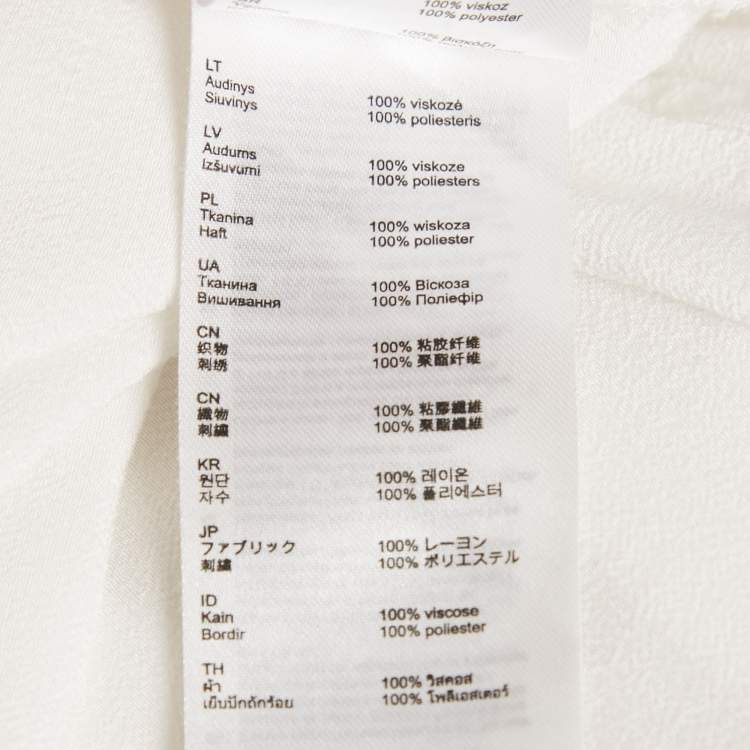 100% viskoz
100% polyester
100% Βισκόζη
LT
Audinys 100% viskozė
Siuvinys 100% poliesteris
LV
Audums 100% viskoze
Izšuvumi 100% poliesters
PL
Tkanina 100% wiskoza
Haft 100% poliester
UA
Тканина 100% Віскоза
Вишивання 100% Поліефір
CN
织物 100% 粘胶纤维
刺绣 100% 聚酯纤维
CN
織物 100% 粘膠纖維
刺繡 100% 聚酯纖維
KR
원단 100% 레이온
자수 100% 폴리에스터
JP
ファブリック 100% レーヨン
刺繍 100% ポリエステル
ID
Kain 100% viscose
Bordir 100% poliester
TH
ผ้า 100% วิสคอส
เย็บปักถักร้อย 100% โพลีเอสเตอร์